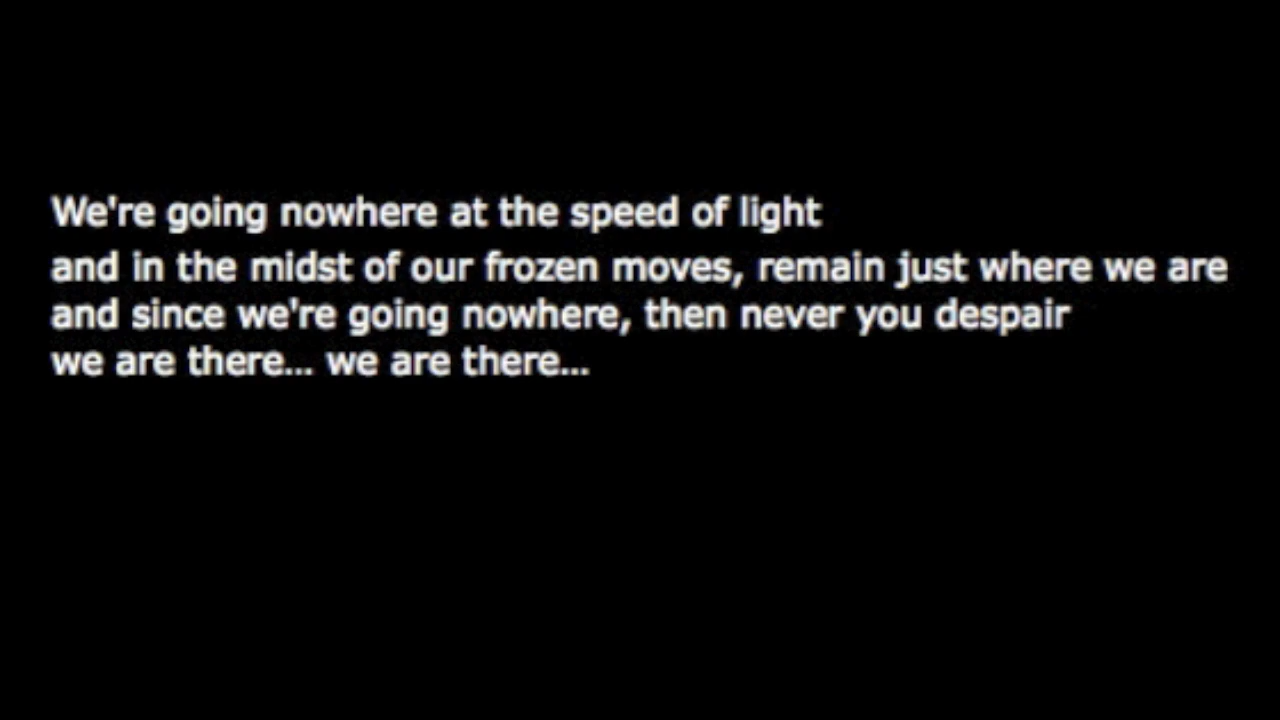 We're going nowhere at the speed of light
and in the midst of our frozen moves, remain just where we are
and since we're going nowhere, then never you despair
we are there... we are there...